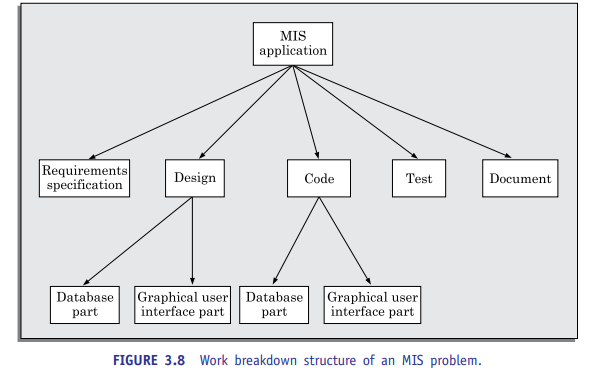 MIS
application
Requirements
specification
Design
Code
Test
Document
Database
part
Graphical user
interface part
Database
part
Graphical user
interface part
FIGURE 3.8 Work breakdown structure of an MIS problem.